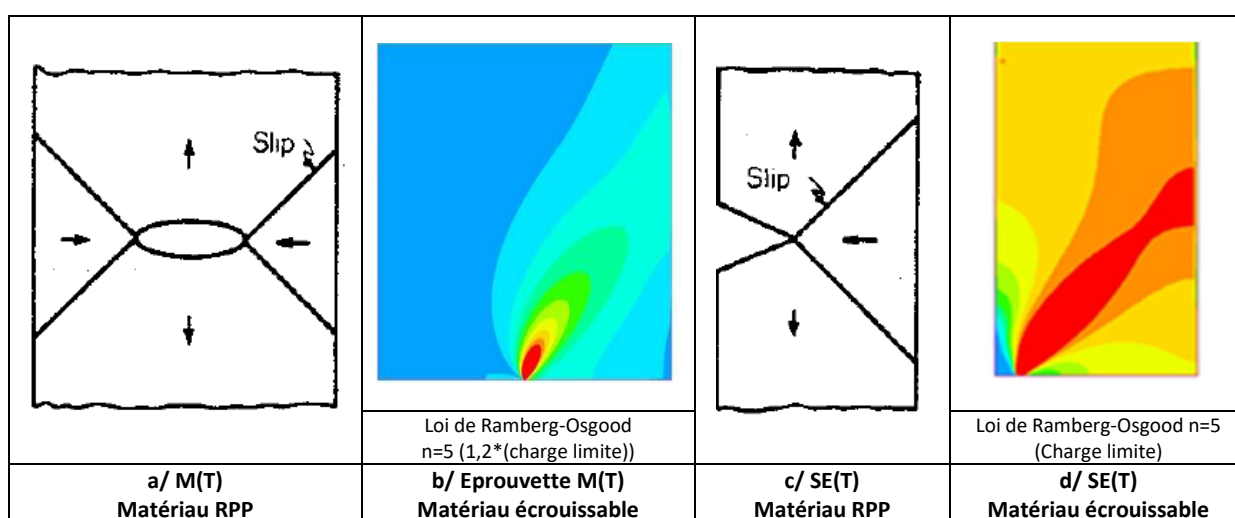 Slip
Slip
Loi de Ramberg-Osgood
n=5 (1,2*(charge limite))
Loi de Ramberg-Osgood n=5
(Charge limite)
a/ M(T)
Matériau RPP
b/ Eprouvette M(T)
Matériau écrouissable
c/ SE(T)
Matériau RPP
d/ SE(T)
Matériau écrouissable